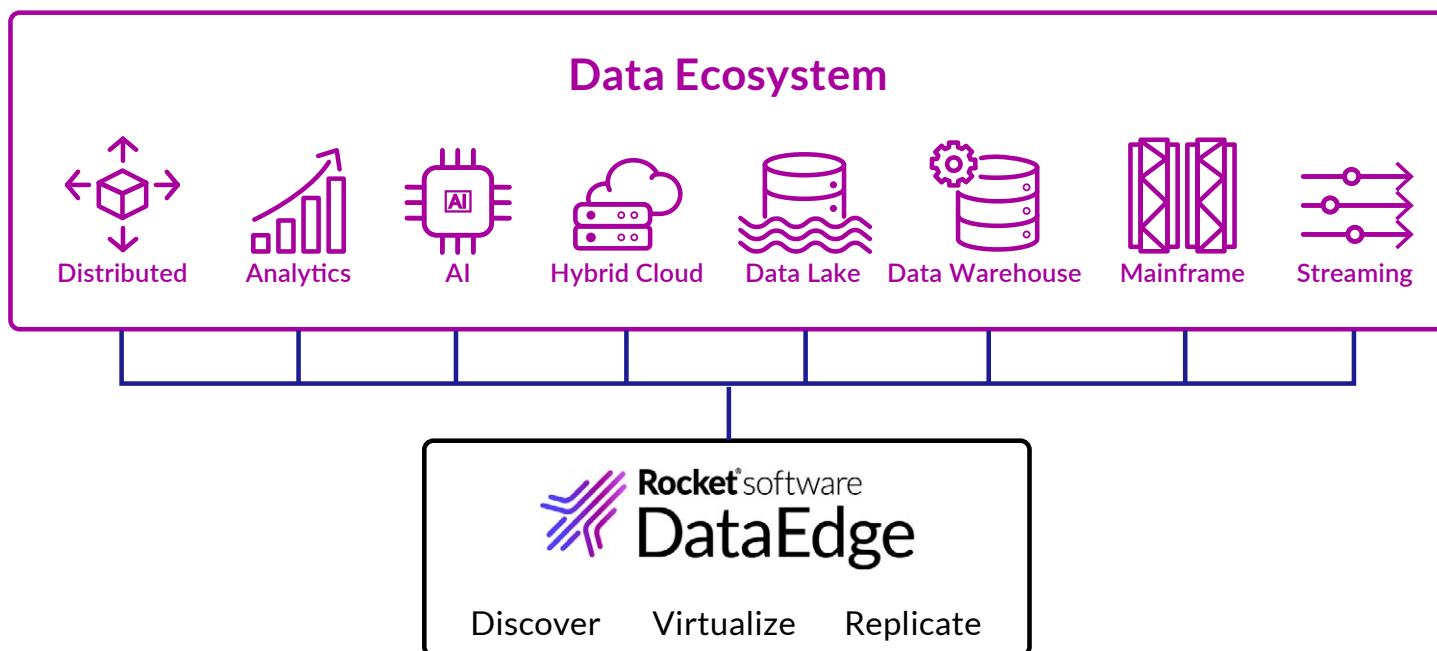 Data Ecosystem
AI
Distributed Analytics AI Hybrid Cloud Data Lake Data Warehouse Mainframe Streaming
Rocket® software
DataEdge
Discover Virtualize Replicate